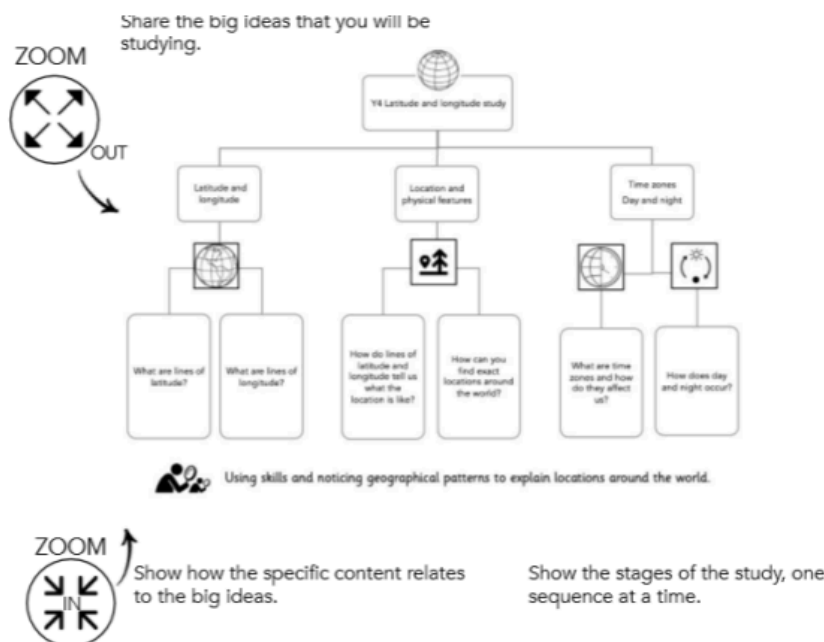 Share the big ideas that you will be
studying.
ZOOM
OUT
Y4 Latitude and longitude study
Latitude and
longitude
Location and
physical features
Time zones
Day and night
What are lines of
latitude?
What are lines of
longitude?
How do lines of
latitude and
longitude tell us
what the
location is like?
How can you
find exact
locations around
the world?
What are time
zones and how
do they affect
us?
How does day
and night occur?
Using skills and noticing geographical patterns to explain locations around the world.
ZOOM
IN
Show how the specific content relates
to the big ideas.
Show the stages of the study, one
sequence at a time.